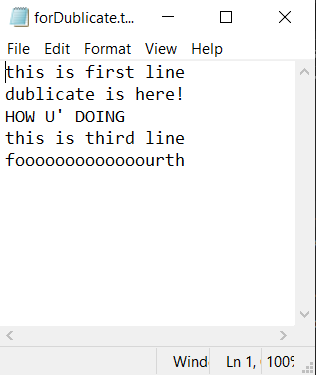 forDublicate.t...
File Edit Format View Help
this is first line
dublicate is here!
HOW U' DOING
this is third line
fooooooooooooourth
Wind Ln 1, 100%